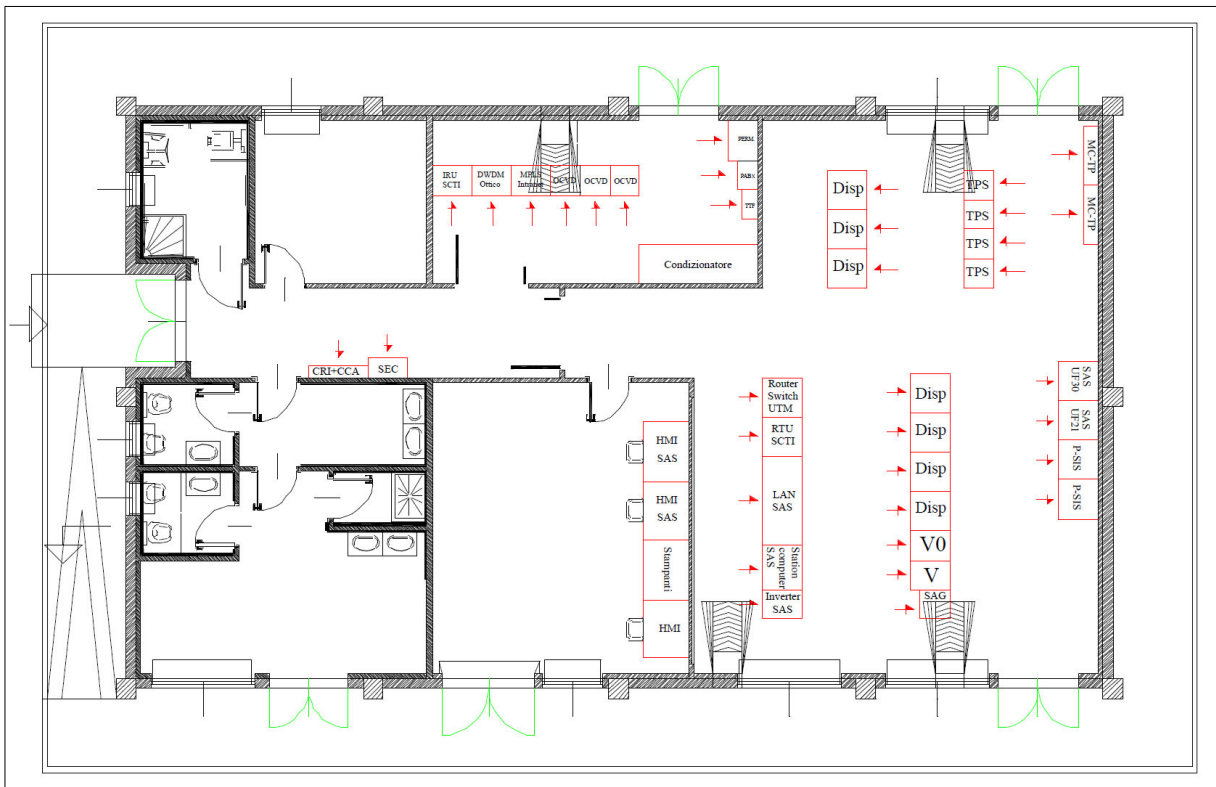 PERM
IRU
SCTI
DWDM
Ottico
MPLS
Intranet
OCVD
OCVD
OCVD
PABX
TTF
Condizionatore
Disp
Disp
Disp
TPS
TPS
TPS
TPS
MC-TP
MC-TP
CRI+CCA
SEC
HMI
SAS
HMI
SAS
Stampanti
HMI
Router
Switch
UTM
RTU
SCTI
LAN
SAS
Station
computer
SAS
Inverter
SAS
Disp
Disp
Disp
Disp
V0
V
SAG
SAS
UF30
SAS
UF21
P-SIS
P-SIS